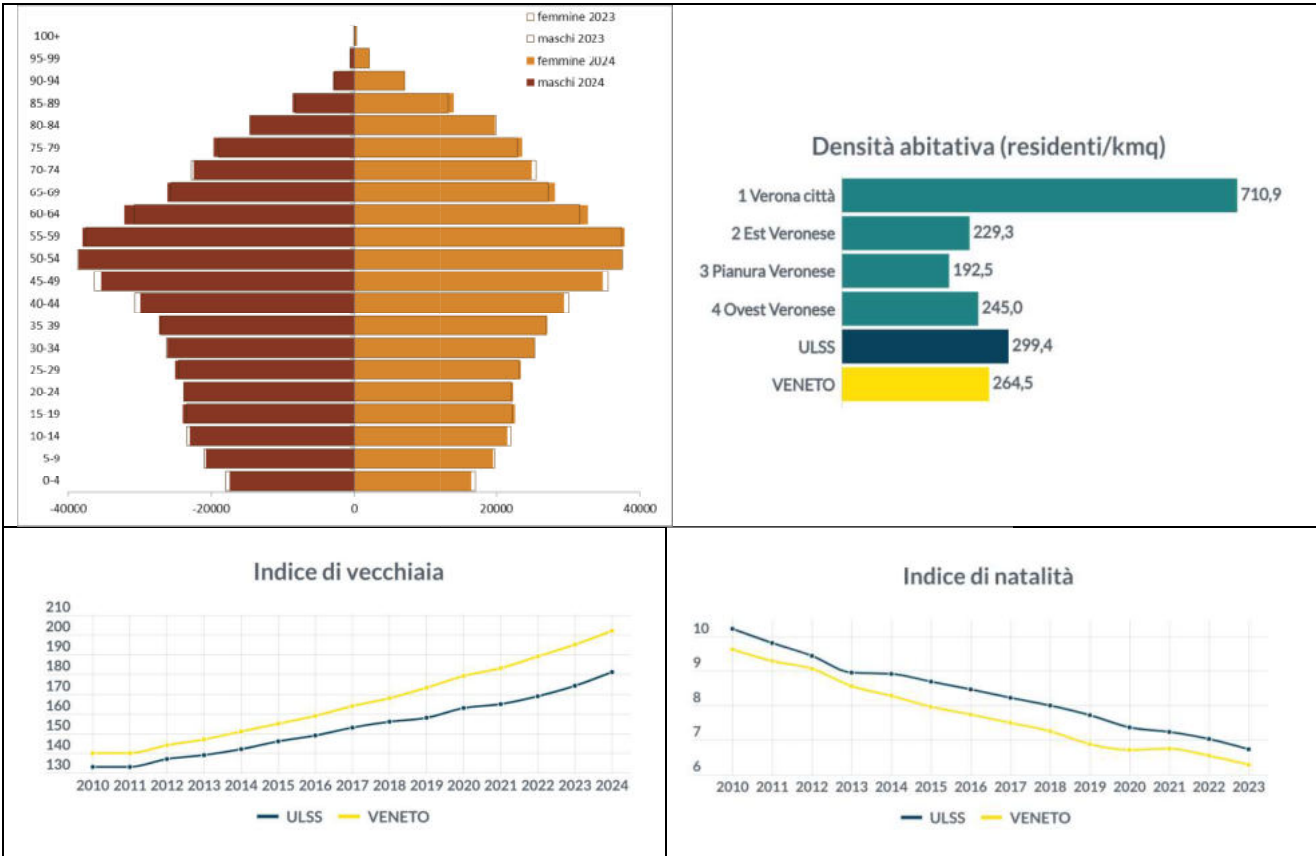 femmine 2023
maschi 2023
femmine 2024
maschi 2024
100+
95-99
90-94
85-89
80-84
75-79
70-74
65-69
60-64
55-59
50-54
45-49
40-44
35 39
30-34
25-29
20-24
15-19
10-14
5-9
0-4
-40000 -20000 0 20000 40000
Densità abitativa (residenti/kmq)
1 Verona città 710,9
2 Est Veronese 229,3
3 Pianura Veronese 192,5
4 Ovest Veronese 245,0
ULSS 299,4
VENETO 264,5
Indice di vecchiaia
210
200
190
180
170
160
150
140
130
2010 2011 2012 2013 2014 2015 2016 2017 2018 2019 2020 2021 2022 2023 2024
ULSS VENETO
Indice di natalità
10
9
8
7
6
2010 2011 2012 2013 2014 2015 2016 2017 2018 2019 2020 2021 2022 2023
ULSS VENETO